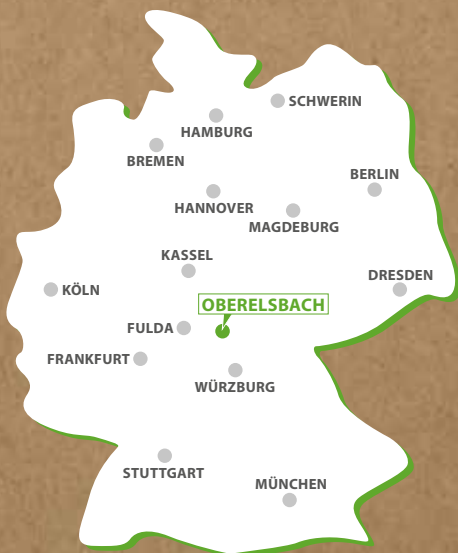 SCHWERIN
HAMBURG
BREMEN
BERLIN
HANNOVER
MAGDEBURG
KASSEL
DRESDEN
KÖLN
OBERELSBACH
FULDA
FRANKFURT
WÜRZBURG
STUTTGART
MÜNCHEN